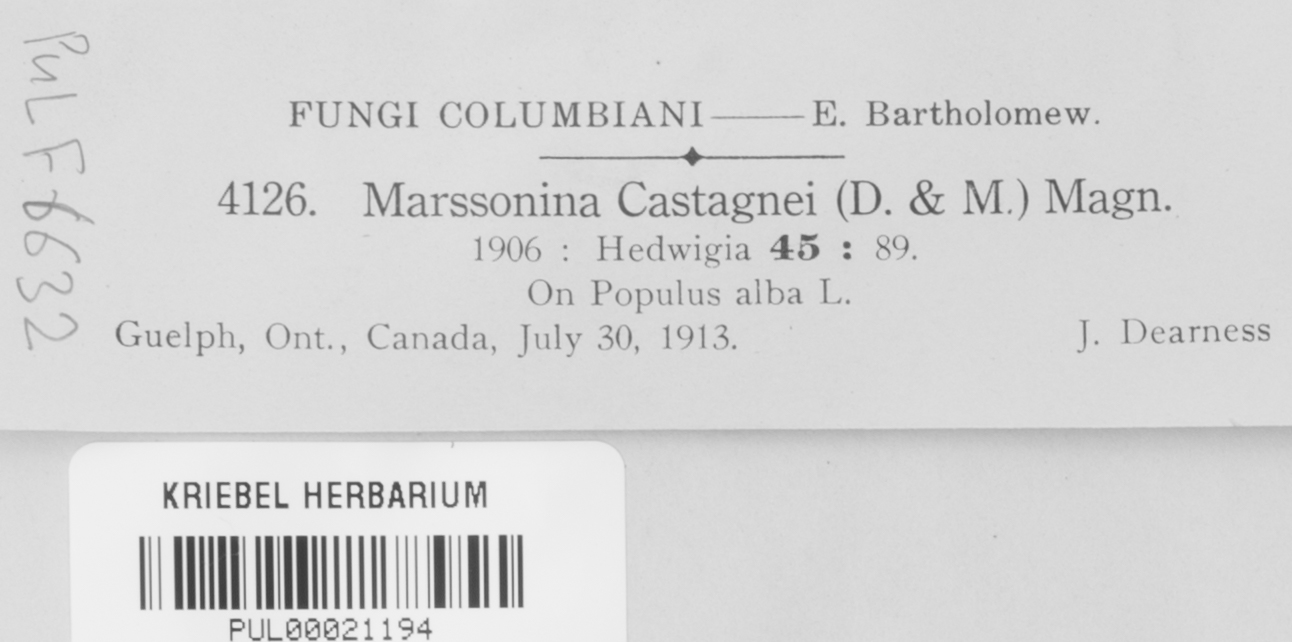 PUL F6632
FUNGI COLUMBIANI——E. Bartholomew.
4126. Marssonina Castagnei (D. & M.) Magn.
1906 : Hedwigia 45 : 89.
On Populus alba L.
Guelph, Ont., Canada, July 30, 1913. J. Dearness
KRIEBEL HERBARIUM
PUL00021194